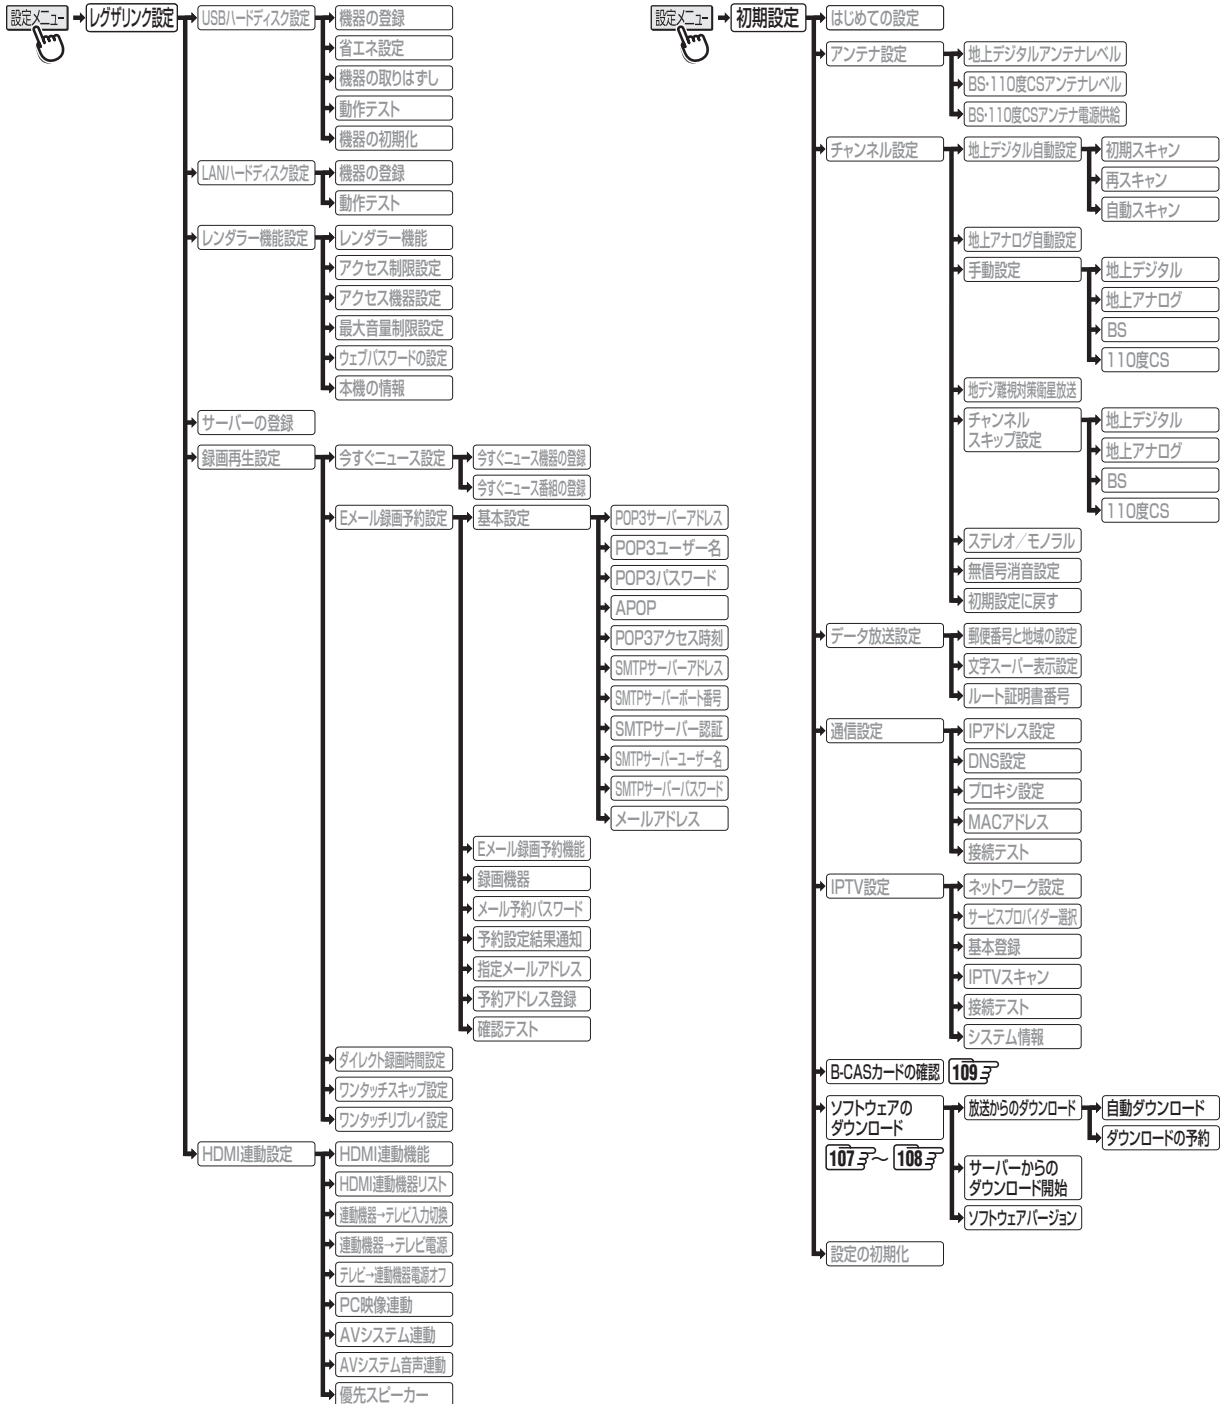 設定メニュー
レグザリンク設定
USBハードディスク設定
機器の登録
省エネ設定
機器の取りはずし
動作テスト
機器の初期化
LANハードディスク設定
機器の登録
動作テスト
レンダラー機能設定
レンダラー機能
アクセス制限設定
アクセス機器設定
最大音量制限設定
ウェブパスワードの設定
本機の情報
サーバーの登録
録画再生設定
今すぐニュース設定
今すぐニュース機器の登録
今すぐニュース番組の登録
Eメール録画予約設定
基本設定
POP3サーバーアドレス
POP3ユーザー名
POP3パスワード
APOP
POP3アクセス時刻
SMTPサーバーアドレス
SMTPサーバーポート番号
SMTPサーバー認証
SMTPサーバーユーザー名
SMTPサーバーパスワード
メールアドレス
Eメール録画予約機能
録画機器
メール予約パスワード
予約設定結果通知
指定メールアドレス
予約アドレス登録
確認テスト
ダイレクト録画時間設定
ワンタッチスキップ設定
ワンタッチリプレイ設定
HDMI連動設定
HDMI連動機能
HDMI連動機器リスト
連動機器→テレビ入力切換
連動機器→テレビ電源
テレビ→連動機器電源オフ
PC映像連動
AVシステム連動
AVシステム音声連動
優先スピーカー
設定メニュー
初期設定
はじめての設定
アンテナ設定
地上デジタルアンテナレベル
BS・110度CSアンテナレベル
BS・110度CSアンテナ電源供給
チャンネル設定
地上デジタル自動設定
初期スキャン
再スキャン
自動スキャン
地上アナログ自動設定
手動設定
地上デジタル
地上アナログ
BS
110度CS
地デジ難視対策衛星放送
チャンネル
スキップ設定
地上デジタル
地上アナログ
BS
110度CS
ステレオ／モノラル
無信号消音設定
初期設定に戻す
データ放送設定
郵便番号と地域の設定
文字スーパー表示設定
ルート証明書番号
通信設定
IPアドレス設定
DNS設定
プロキシ設定
MACアドレス
接続テスト
IPTV設定
ネットワーク設定
サービスプロバイダー選択
基本登録
IPTVスキャン
接続テスト
システム情報
B-CASカードの確認 109
ソフトウェアの
ダウンロード
107 ～ 108
放送からのダウンロード
自動ダウンロード
ダウンロードの予約
サーバーからの
ダウンロード開始
ソフトウェアバージョン
設定の初期化